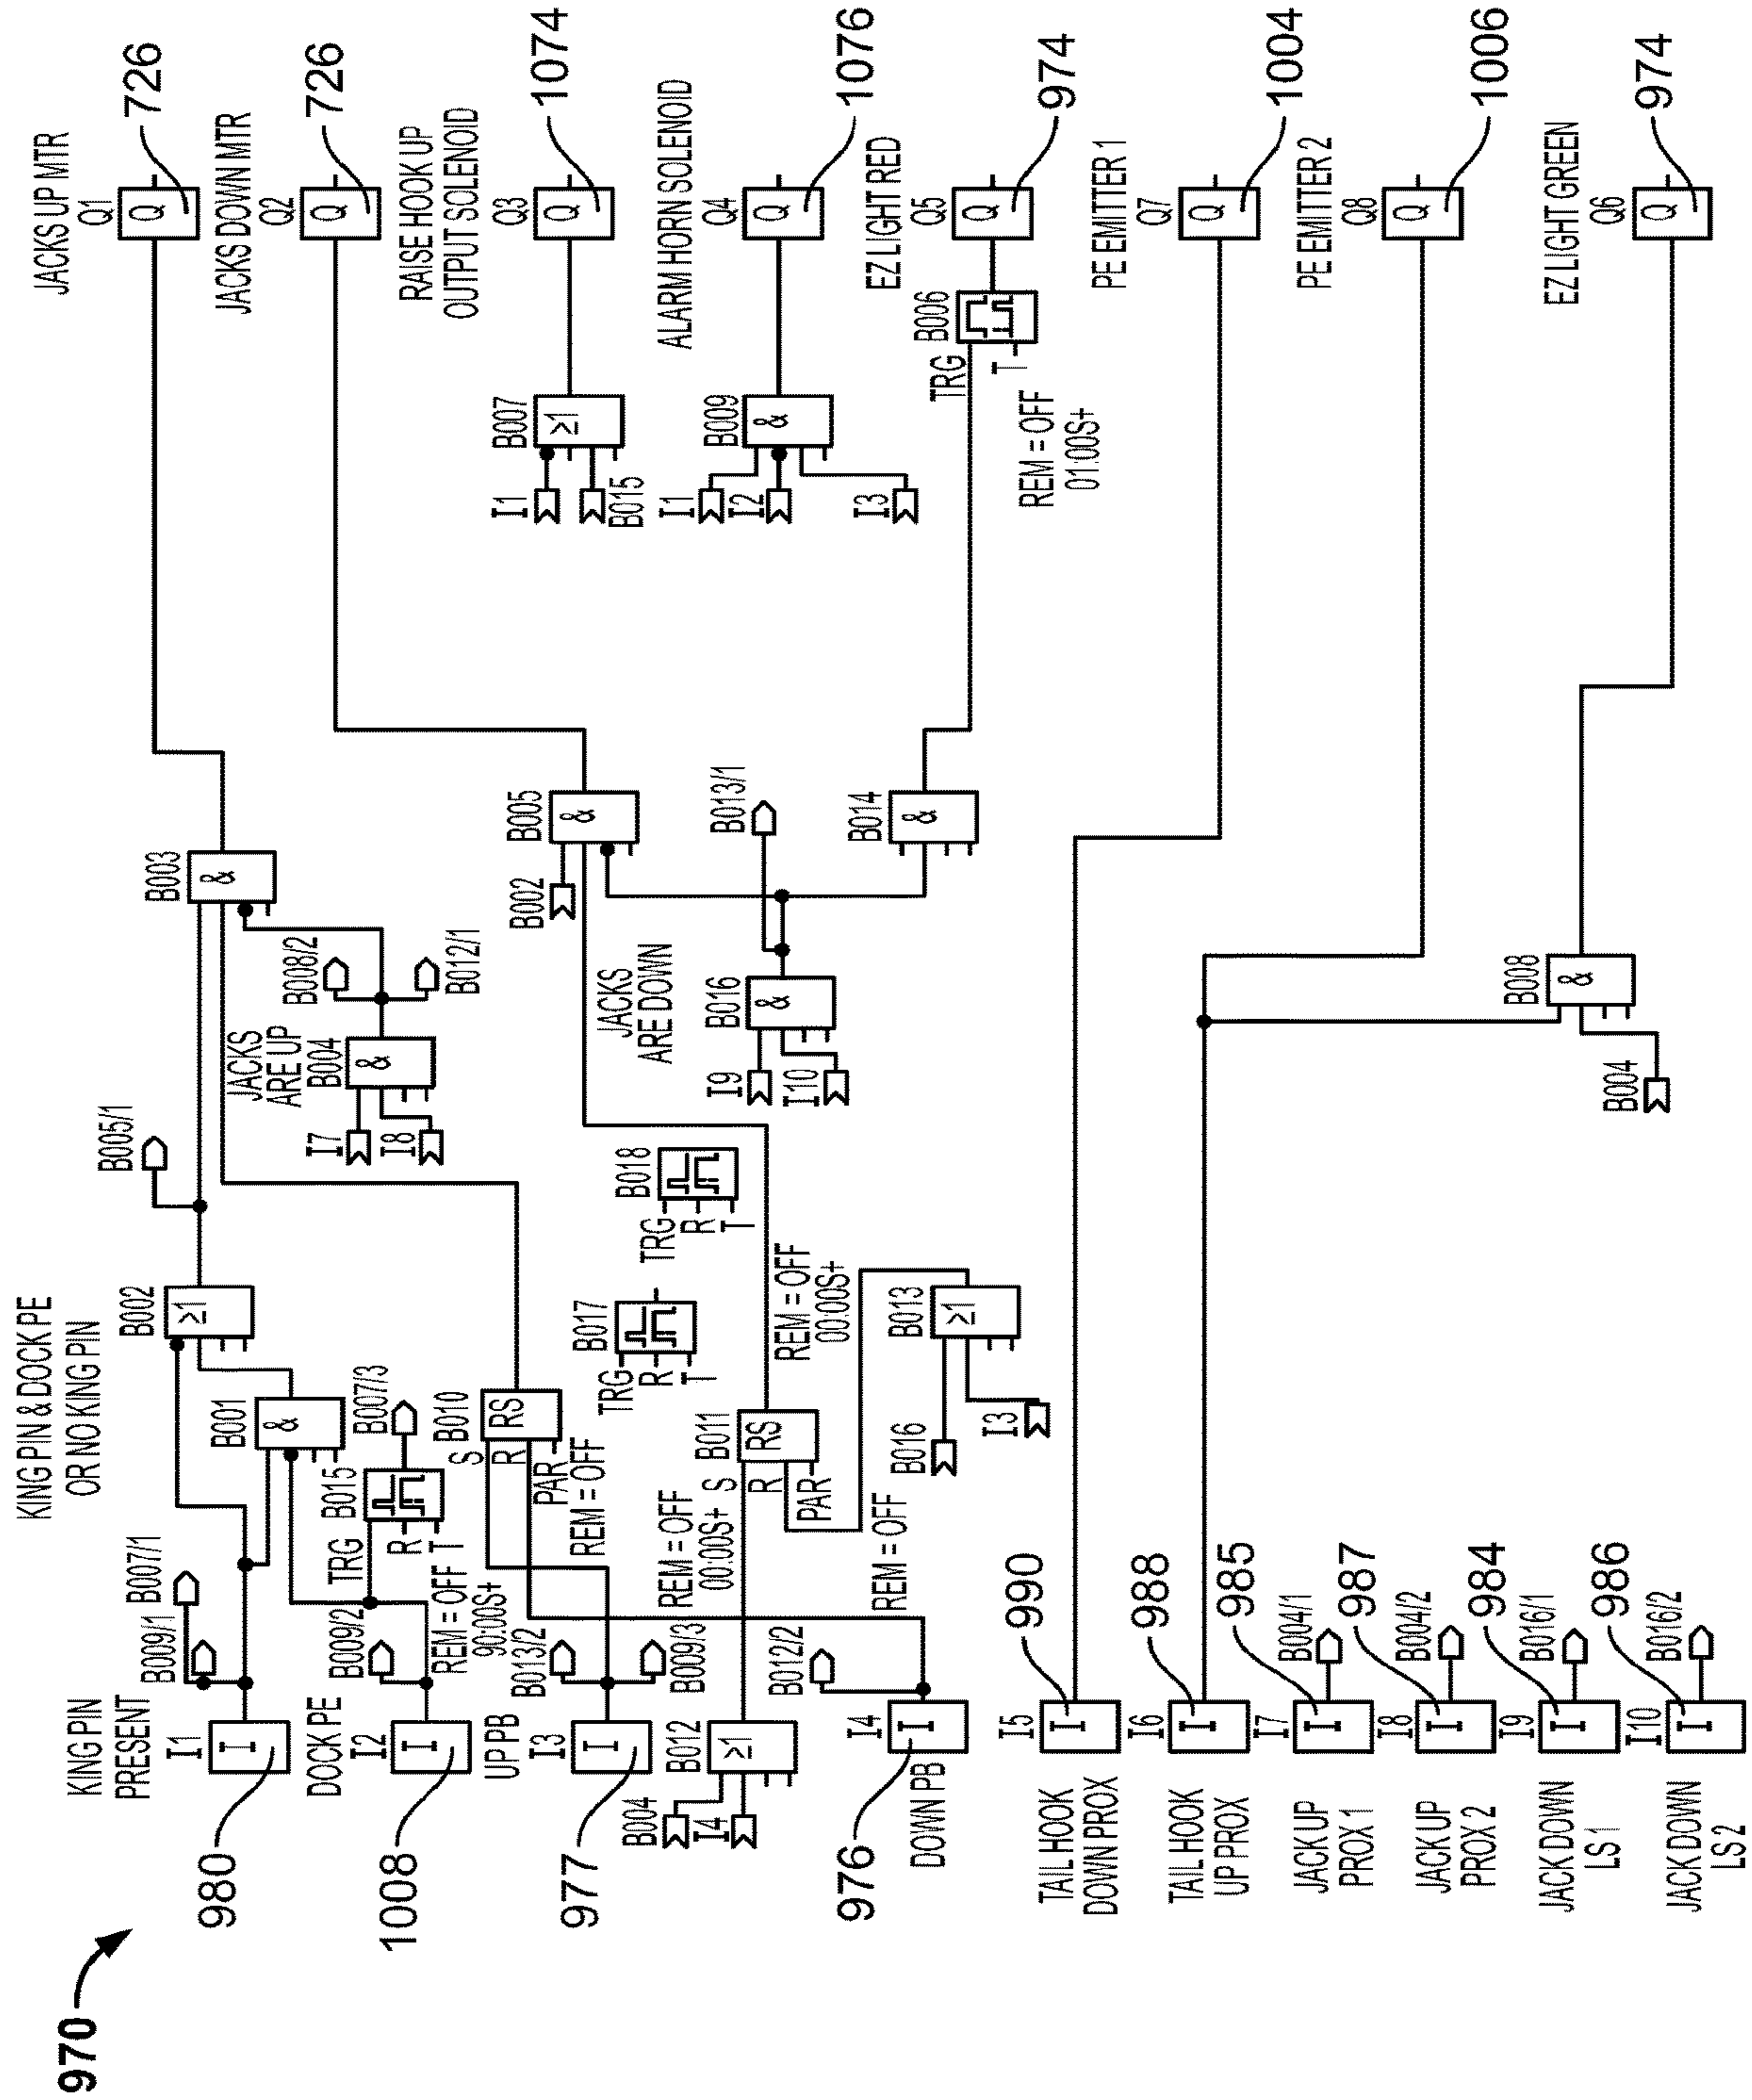 970
KING PIN
PRESENT
I1
I
980
B009/1
B007/1
KING PIN & DOCK PE
OR NO KING PIN
B002
≥1
B005/1
B001
&
DOCK PE
I2
I
1008
B009/2
TRG
R
T
B015
B007/3
REM = OFF
90:00S+
UP PB
I3
I
977
B013/2
B009/3
S
R
PAR
B010
RS
REM = OFF
JACKS
ARE UP
B004
&
I7
I8
B008/2
B012/1
B003
&
JACKS UP MTR
Q1
Q
726
JACKS DOWN MTR
Q2
Q
726
B004
I4
B012
≥1
REM = OFF
00:00S+
S
R
PAR
B011
RS
REM = OFF
TRG
R
T
B017
TRG
R
T
B018
REM = OFF
00:00S+
B016
I3
B013
≥1
JACKS
ARE DOWN
I9
I10
B016
&
B013/1
B002
B005
&
B014
&
I1
B015
B007
≥1
RAISE HOOK UP
OUTPUT SOLENOID
Q3
Q
1074
I1
I2
I3
B009
&
ALARM HORN SOLENOID
Q4
Q
1076
TRG
T
B006
REM = OFF
01:00S+
EZ LIGHT RED
Q5
Q
974
I4
I
DOWN PB
976
B012/2
TAIL HOOK
DOWN PROX
I5
I
990
PE EMITTER 1
Q7
Q
1004
TAIL HOOK
UP PROX
I6
I
988
PE EMITTER 2
Q8
Q
1006
JACK UP
PROX 1
I7
I
985
B004/1
JACK UP
PROX 2
I8
I
987
B004/2
JACK DOWN
LS 1
I9
I
984
B016/1
JACK DOWN
LS 2
I10
I
986
B016/2
B004
B008
&
EZ LIGHT GREEN
Q6
Q
974